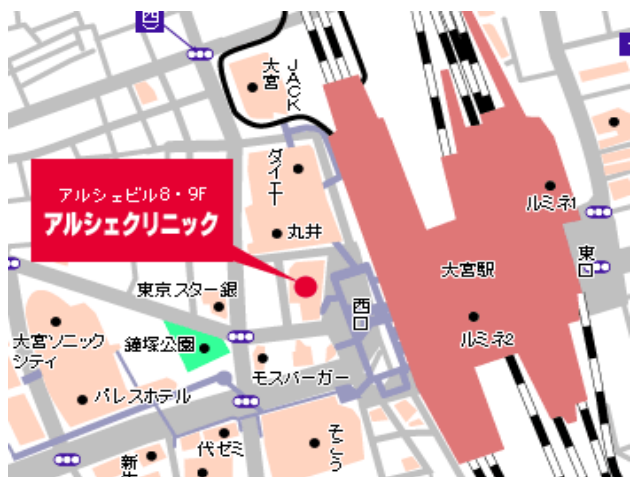 西
大宮
JACK
ダイエー
アルシェビル8・9F
アルシェクリニック
丸井
ルミネ1
大宮駅
東口
東京スター銀
西口
大宮ソニック
シティ
鐘塚公園
ルミネ2
モスバーガー
パレスホテル
代ゼミ
そごう